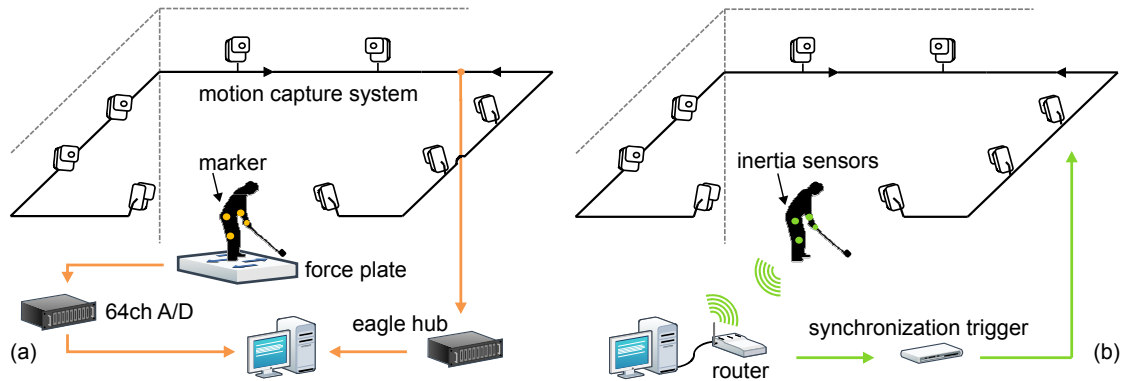 motion capture system
marker
force plate
64ch A/D
eagle hub
(a)
inertia sensors
synchronization trigger
router
(b)